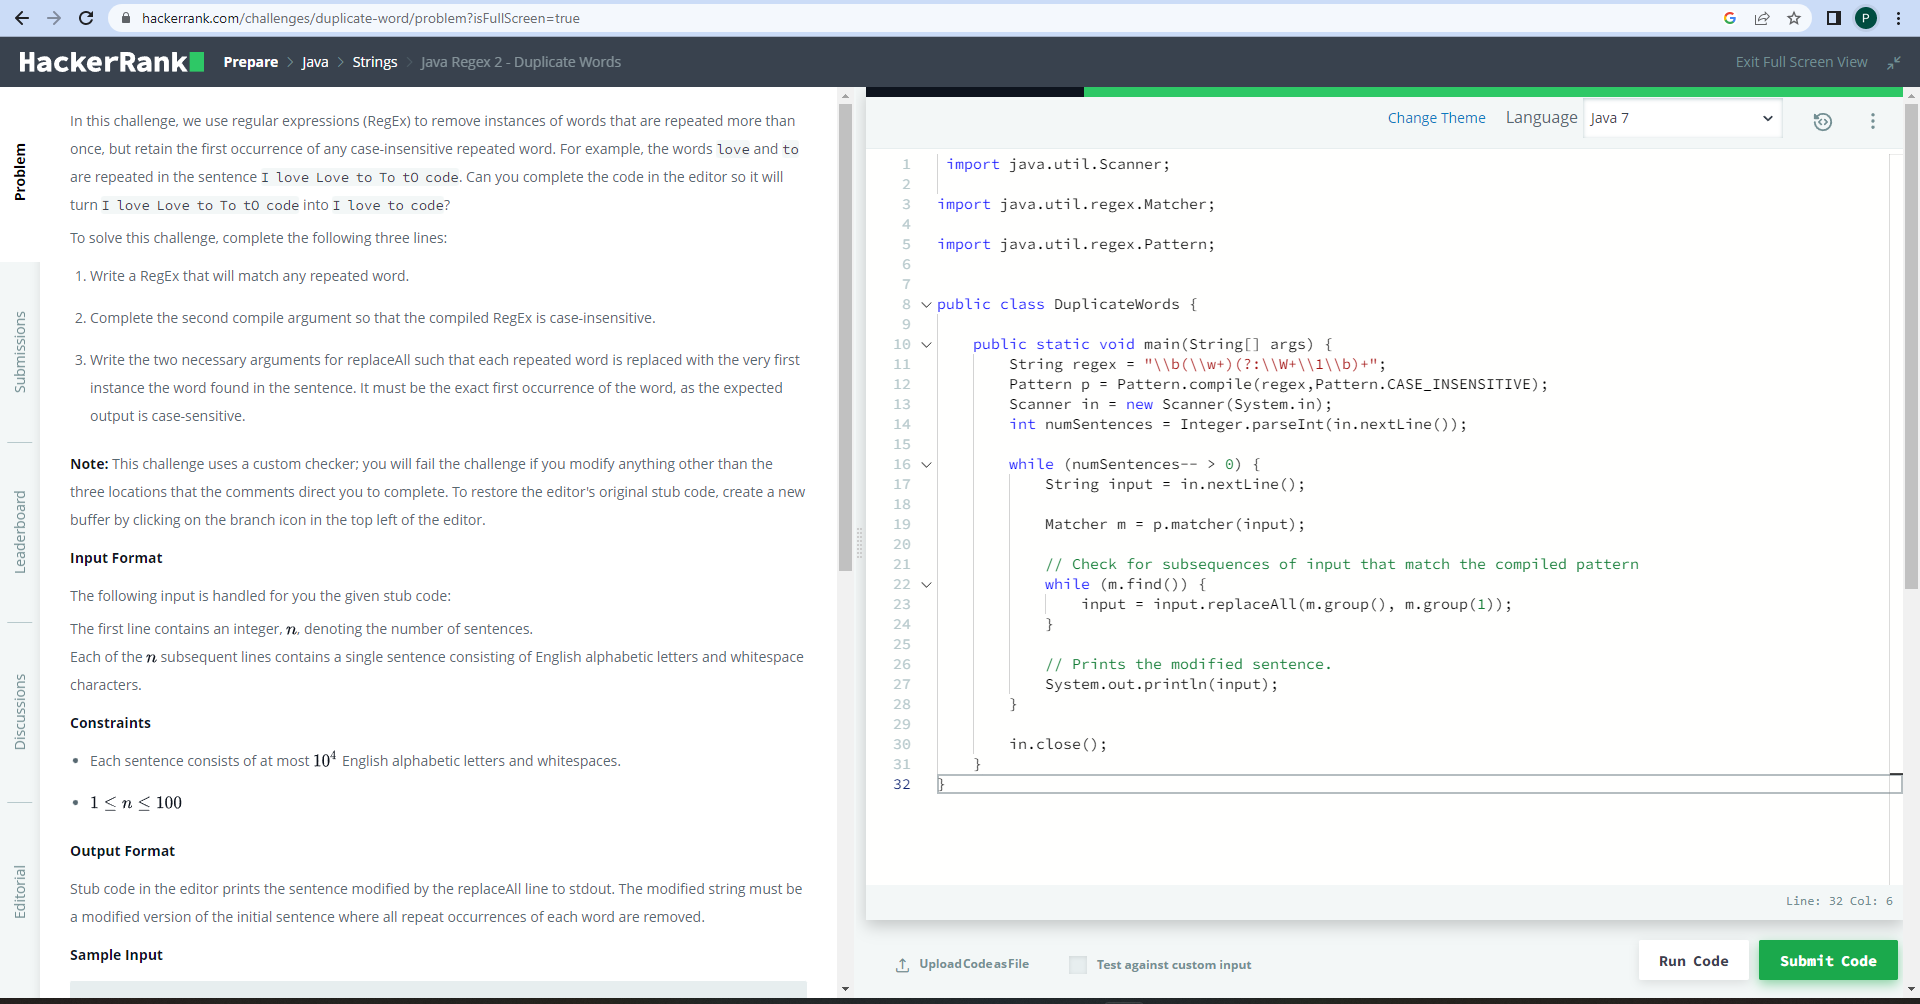 hackerrank.com/challenges/duplicate-word/problem?isFullScreen=true
P
HackerRank
Prepare > Java > Strings > Java Regex 2 - Duplicate Words
Exit Full Screen View
Problem
Submissions
Leaderboard
Discussions
Editorial
In this challenge, we use regular expressions (RegEx) to remove instances of words that are repeated more than
once, but retain the first occurrence of any case-insensitive repeated word. For example, the words love and to
are repeated in the sentence I love Love to To tO code. Can you complete the code in the editor so it will
turn I love Love to To tO code into I love to code?
To solve this challenge, complete the following three lines:
1. Write a RegEx that will match any repeated word.
2. Complete the second compile argument so that the compiled RegEx is case-insensitive.
3. Write the two necessary arguments for replaceAll such that each repeated word is replaced with the very first
instance the word found in the sentence. It must be the exact first occurrence of the word, as the expected
output is case-sensitive.
Note: This challenge uses a custom checker; you will fail the challenge if you modify anything other than the
three locations that the comments direct you to complete. To restore the editor's original stub code, create a new
buffer by clicking on the branch icon in the top left of the editor.
Input Format
The following input is handled for you the given stub code:
The first line contains an integer, n, denoting the number of sentences.
Each of the n subsequent lines contains a single sentence consisting of English alphabetic letters and whitespace
characters.
Constraints
• Each sentence consists of at most 10⁴ English alphabetic letters and whitespaces.
• 1 ≤ n ≤ 100
Output Format
Stub code in the editor prints the sentence modified by the replaceAll line to stdout. The modified string must be
a modified version of the initial sentence where all repeat occurrences of each word are removed.
Sample Input
Change Theme Language Java 7
1 import java.util.Scanner;
2
3 import java.util.regex.Matcher;
4
5 import java.util.regex.Pattern;
6
7
8 public class DuplicateWords {
9
10 public static void main(String[] args) {
11 String regex = "\\b(\\w+)(?:\\W+\\1\\b)+";
12 Pattern p = Pattern.compile(regex,Pattern.CASE_INSENSITIVE);
13 Scanner in = new Scanner(System.in);
14 int numSentences = Integer.parseInt(in.nextLine());
15
16 while (numSentences-- > 0) {
17 String input = in.nextLine();
18
19 Matcher m = p.matcher(input);
20
21 // Check for subsequences of input that match the compiled pattern
22 while (m.find()) {
23 input = input.replaceAll(m.group(), m.group(1));
24 }
25
26 // Prints the modified sentence.
27 System.out.println(input);
28 }
29
30 in.close();
31 }
32 }
Line: 32 Col: 6
Upload Code as File
Test against custom input
Run Code
Submit Code